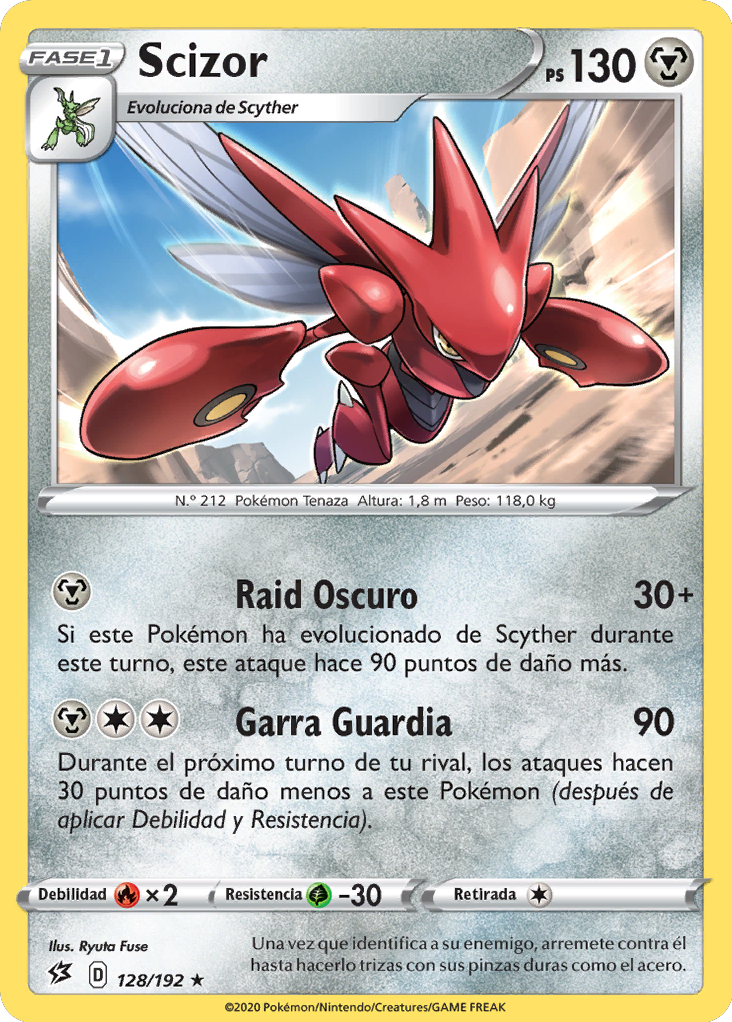 FASE 1
Scizor
PS 130
Evoluciona de Scyther
N.º 212 Pokémon Tenaza Altura: 1,8 m Peso: 118,0 kg
Raid Oscuro 30+
Si este Pokémon ha evolucionado de Scyther durante
este turno, este ataque hace 90 puntos de daño más.
Garra Guardia 90
Durante el próximo turno de tu rival, los ataques hacen
30 puntos de daño menos a este Pokémon (después de
aplicar Debilidad y Resistencia).
Debilidad ×2 Resistencia -30 Retirada
Ilus. Ryuta Fuse
Una vez que identifica a su enemigo, arremete contra él
hasta hacerlo trizas con sus pinzas duras como el acero.
D 128/192 ★
©2020 Pokémon/Nintendo/Creatures/GAME FREAK